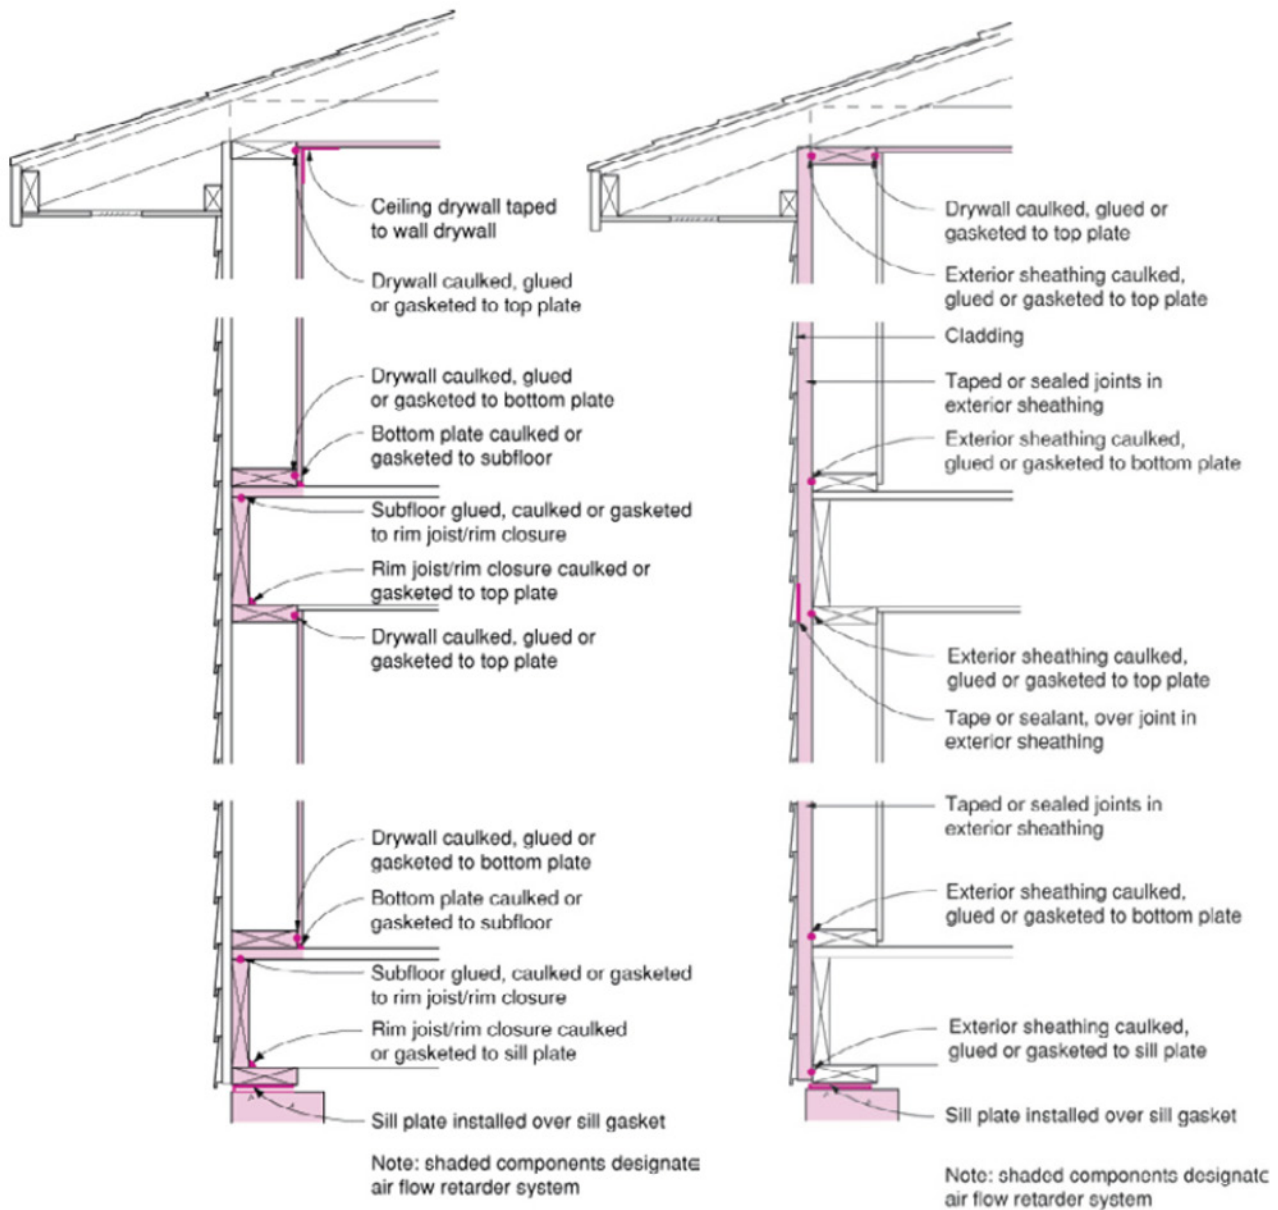 Ceiling drywall taped
to wall drywall
Drywall caulked, glued
or gasketed to top plate
Drywall caulked, glued
or gasketed to bottom plate
Bottom plate caulked or
gasketed to subfloor
Subfloor glued, caulked or gasketed
to rim joist/rim closure
Rim joist/rim closure caulked or
gasketed to top plate
Drywall caulked, glued or
gasketed to top plate
Drywall caulked, glued or
gasketed to bottom plate
Bottom plate caulked or
gasketed to subfloor
Subfloor glued, caulked or gasketed
to rim joist/rim closure
Rim joist/rim closure caulked
or gasketed to sill plate
Sill plate installed over sill gasket
Note: shaded components designate
air flow retarder system
Drywall caulked, glued or
gasketed to top plate
Exterior sheathing caulked,
glued or gasketed to top plate
Cladding
Taped or sealed joints in
exterior sheathing
Exterior sheathing caulked,
glued or gasketed to bottom plate
Exterior sheathing caulked,
glued or gasketed to top plate
Tape or sealant, over joint in
exterior sheathing
Taped or sealed joints in
exterior sheathing
Exterior sheathing caulked,
glued or gasketed to bottom plate
Exterior sheathing caulked,
glued or gasketed to sill plate
Sill plate installed over sill gasket
Note: shaded components designate
air flow retarder system